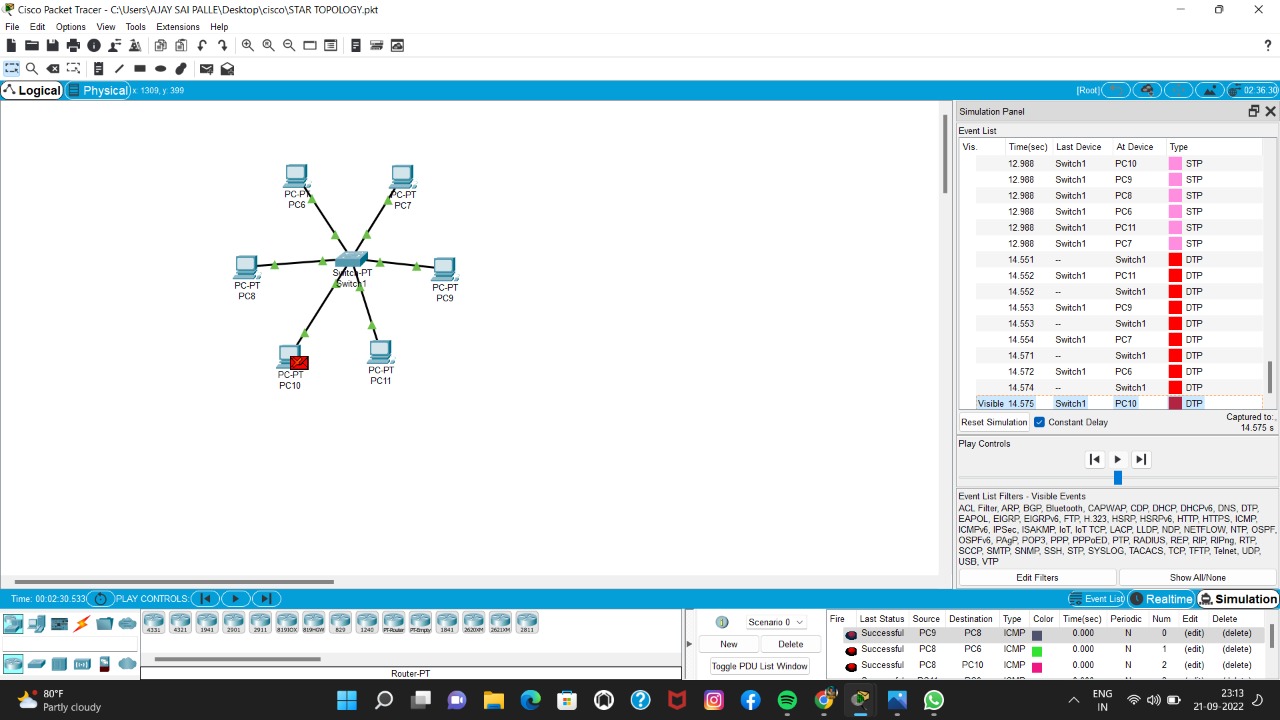 Cisco Packet Tracer - C:\Users\AJAY SAI PALLE\Desktop\cisco\STAR TOPOLOGY.pkt
File Edit Options View Tools Extensions Help
?
Logical Physical x: 1309, y: 399 [Root] 02:36:30
PC-PT
PC6
PC-PT
PC7
PC-PT
PC8
Switch-PT
Switch1
PC-PT
PC9
PC-PT
PC10
PC-PT
PC11
Simulation Panel
Event List
Vis. Time(sec) Last Device At Device Type
12.988 Switch1 PC10 STP
12.988 Switch1 PC9 STP
12.988 Switch1 PC8 STP
12.988 Switch1 PC6 STP
12.988 Switch1 PC11 STP
12.988 Switch1 PC7 STP
14.551 -- Switch1 DTP
14.552 Switch1 PC11 DTP
14.552 -- Switch1 DTP
14.553 Switch1 PC9 DTP
14.553 -- Switch1 DTP
14.554 Switch1 PC7 DTP
14.571 -- Switch1 DTP
14.572 Switch1 PC6 DTP
14.574 -- Switch1 DTP
Visible 14.575 Switch1 PC10 DTP
Reset Simulation Constant Delay Captured to:
14.575 s
Play Controls
Event List Filters - Visible Events
ACL Filter, ARP, BGP, Bluetooth, CAPWAP, CDP, DHCP, DHCPv6, DNS, DTP,
EAPOL, EIGRP, EIGRPv6, FTP, H.323, HSRP, HSRPv6, HTTP, HTTPS, ICMP,
ICMPv6, IPSec, ISAKMP, IoT, IoT TCP, LACP, LLDP, NDP, NETFLOW, NTP, OSPF,
OSPFv6, PAgP, POP3, PPP, PPPoED, PTP, RADIUS, REP, RIP, RIPng, RTP,
SCCP, SMTP, SNMP, SSH, STP, SYSLOG, TACACS, TCP, TFTP, Telnet, UDP,
USB, VTP
Edit Filters Show All/None
Time: 00:02:30.533 PLAY CONTROLS: Event List Realtime Simulation
4331 4321 1941 2901 2911 819IOX 819HGW 829 1240 PT-Router PT-Empty 1841 2620XM 2621XM 2811
Router-PT
Scenario 0
New Delete
Toggle PDU List Window
Fire Last Status Source Destination Type Color Time(sec) Periodic Num Edit Delete
Successful PC9 PC8 ICMP 0.000 N 0 (edit) (delete)
Successful PC8 PC6 ICMP 0.000 N 1 (edit) (delete)
Successful PC8 PC10 ICMP 0.000 N 2 (edit) (delete)
80°F
Partly cloudy
ENG
IN
23:13
21-09-2022